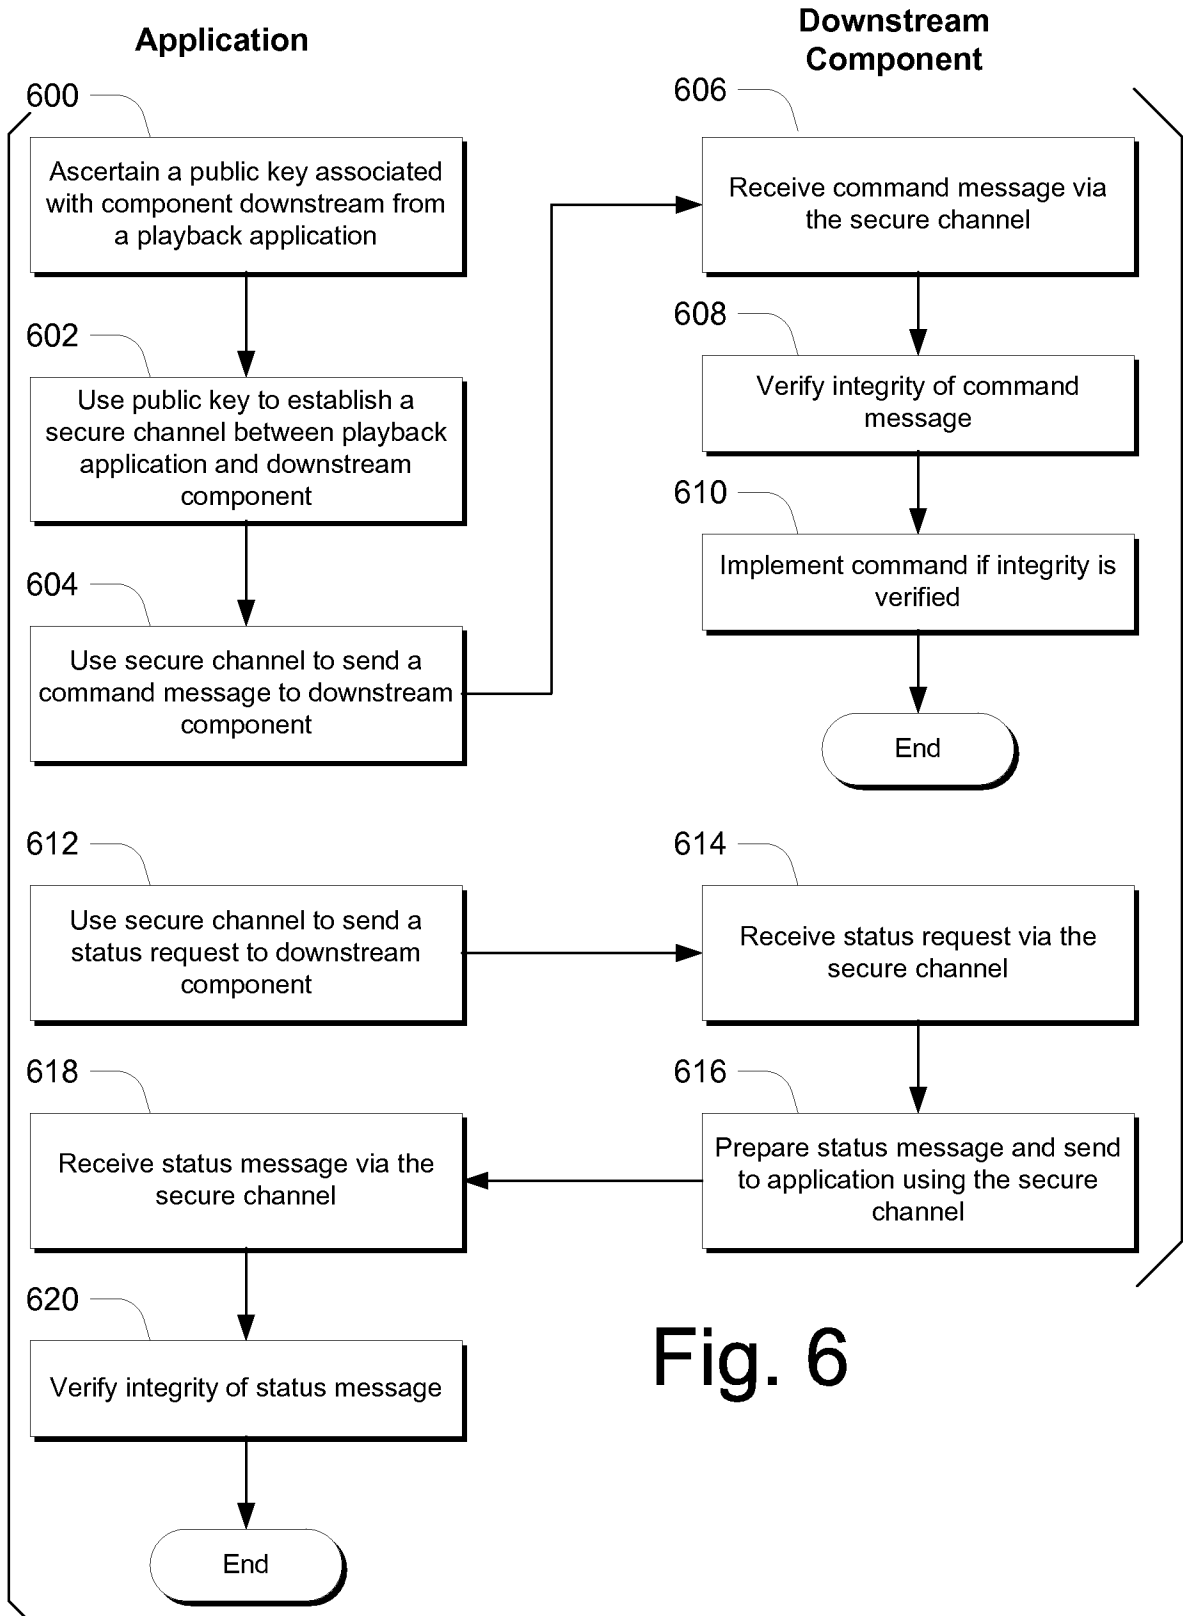 Application
Downstream
Component
600
Ascertain a public key associated
with component downstream from
a playback application
602
Use public key to establish a
secure channel between playback
application and downstream
component
604
Use secure channel to send a
command message to downstream
component
606
Receive command message via
the secure channel
608
Verify integrity of command
message
610
Implement command if integrity is
verified
End
612
Use secure channel to send a
status request to downstream
component
614
Receive status request via the
secure channel
616
Prepare status message and send
to application using the secure
channel
618
Receive status message via the
secure channel
620
Verify integrity of status message
End
Fig. 6